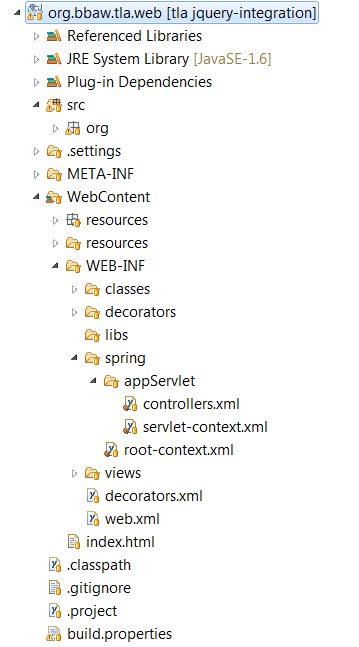 org.bbaw.tla.web [tla jquery-integration]
Referenced Libraries
JRE System Library [JavaSE-1.6]
Plug-in Dependencies
src
org
.settings
META-INF
WebContent
resources
resources
WEB-INF
classes
decorators
libs
spring
appServlet
controllers.xml
servlet-context.xml
root-context.xml
views
decorators.xml
web.xml
index.html
.classpath
.gitignore
.project
build.properties